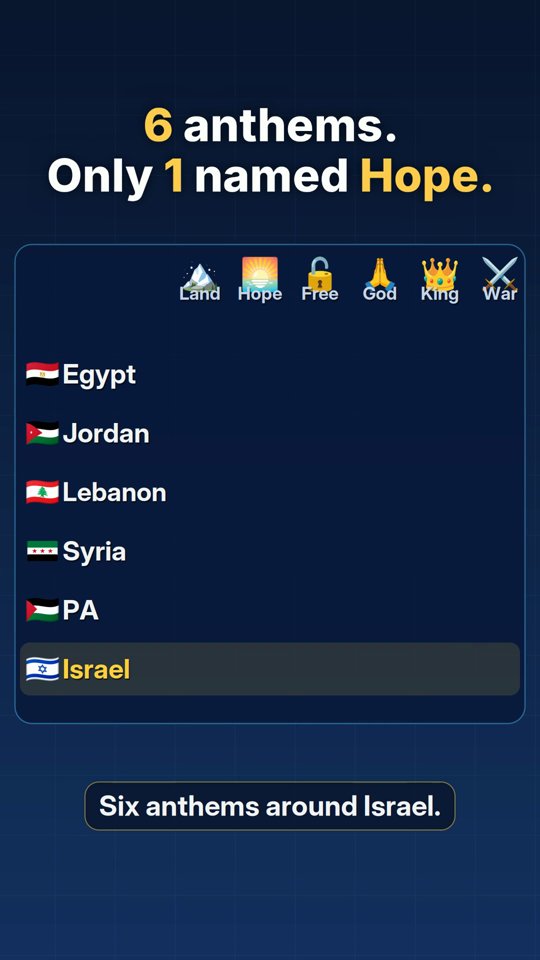 6 anthems.
Only 1 named Hope.
Land Hope Free God King War
Egypt
Jordan
Lebanon
Syria
PA
Israel
Six anthems around Israel.